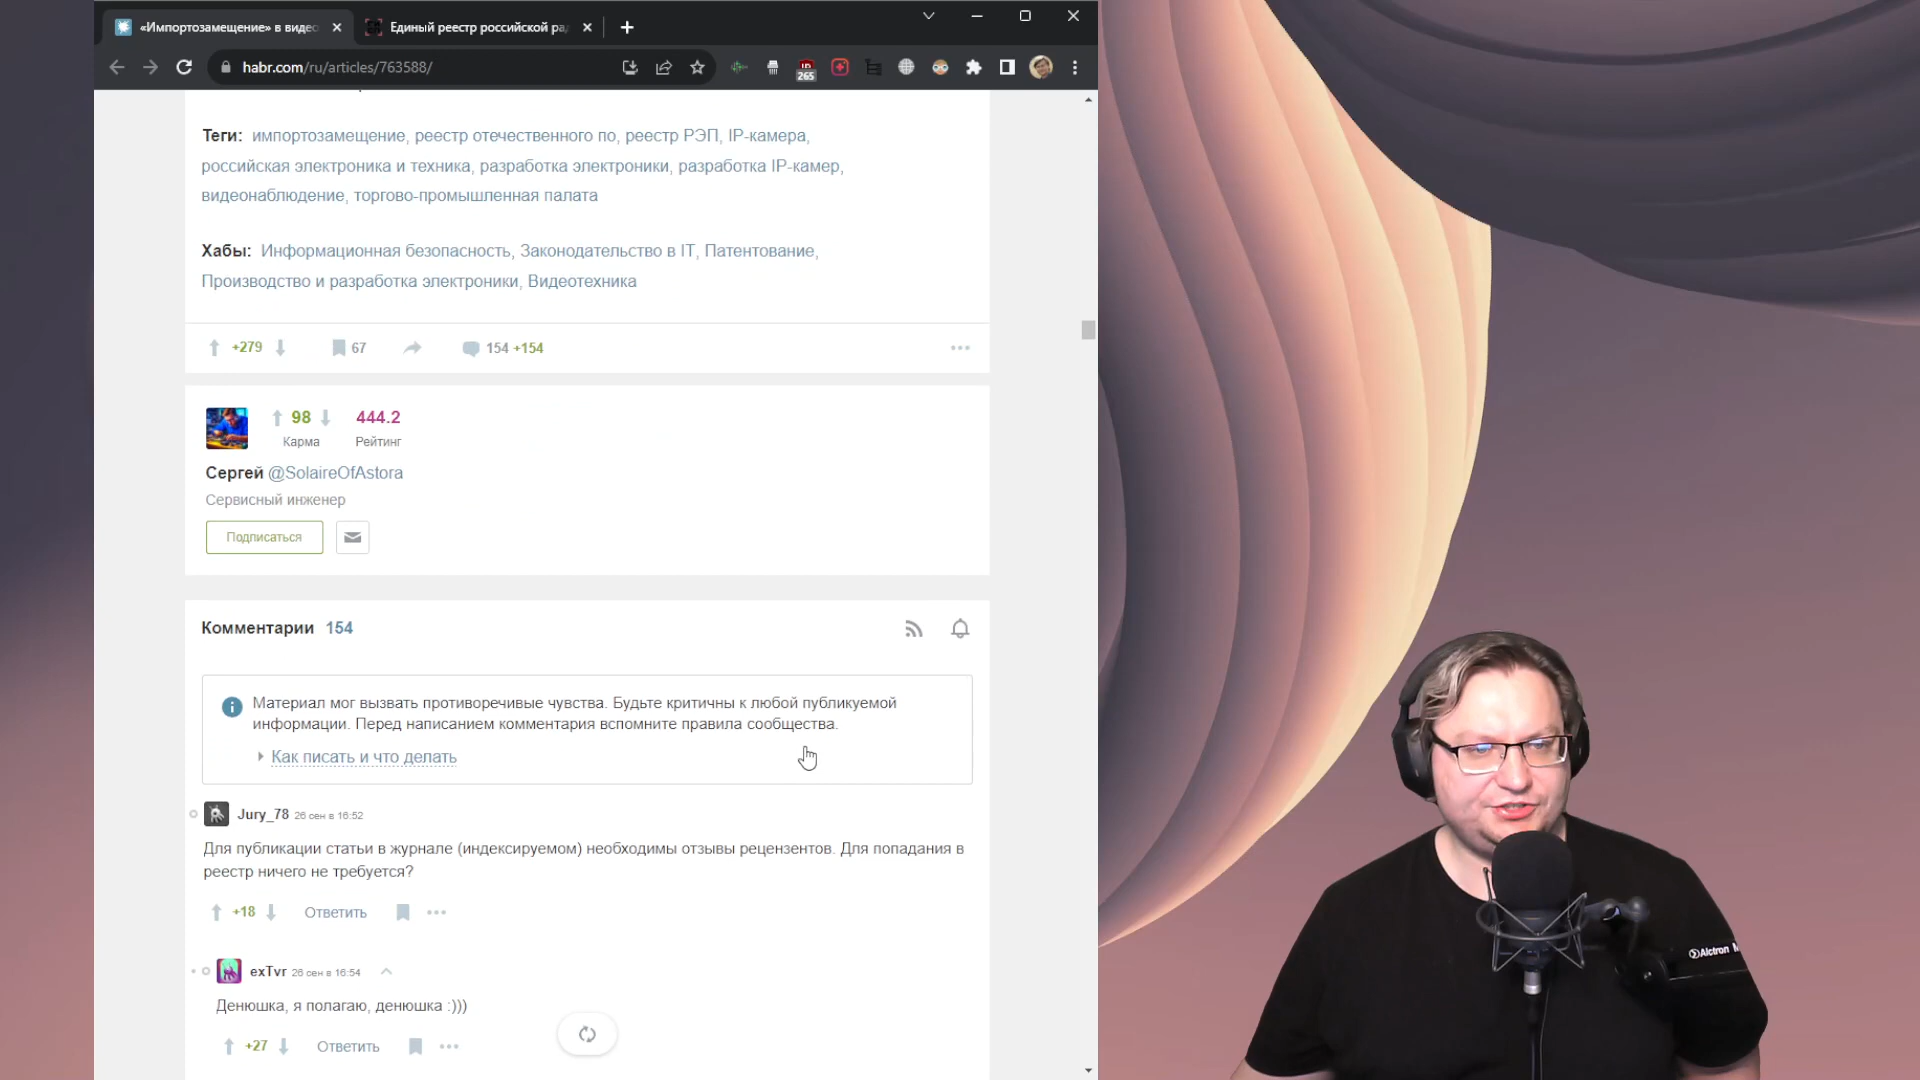 «Импортозамещение» в видео
Единый реестр российской ра
habr.com/ru/articles/763588/
265
Теги: импортозамещение, реестр отечественного по, реестр РЭП, IP-камера,
российская электроника и техника, разработка электроники, разработка IP-камер,
видеонаблюдение, торгово-промышленная палата
Хабы: Информационная безопасность, Законодательство в IT, Патентование,
Производство и разработка электроники, Видеотехника
+279 67 154 +154
98 444.2
Карма Рейтинг
Сергей @SolaireOfAstora
Сервисный инженер
Подписаться
Комментарии 154
Материал мог вызвать противоречивые чувства. Будьте критичны к любой публикуемой
информации. Перед написанием комментария вспомните правила сообщества.
Как писать и что делать
Jury_78 26 сен в 16:52
Для публикации статьи в журнале (индексируемом) необходимы отзывы рецензентов. Для попадания в
реестр ничего не требуется?
+18 Ответить
exTvr 26 сен в 16:54
Денюшка, я полагаю, денюшка :)))
+27 Ответить
Alctron M